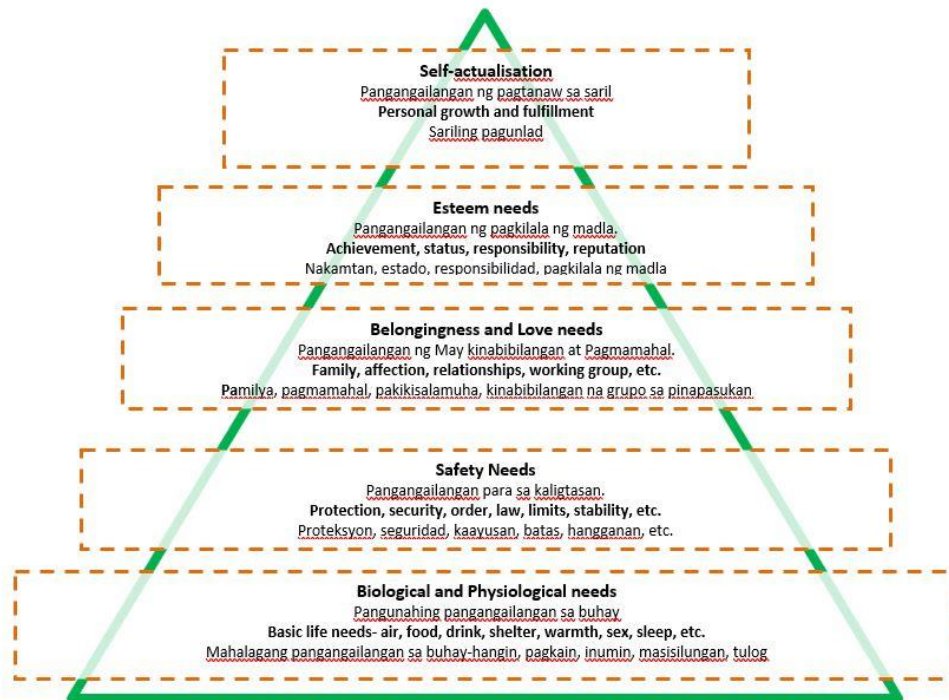 Self-actualisation
Pangangailangan ng pagtanaw sa saril
Personal growth and fulfillment
Sariling pagunlad
Esteem needs
Pangangailangan ng pagkilala ng madla.
Achievement, status, responsibility, reputation
Nakamtan, estado, responsibilidad, pagkilala ng madla
Belongingness and Love needs
Pangangailangan ng May kinabibilangan at Pagmamahal.
Family, affection, relationships, working group, etc.
Pamilya, pagmamahal, pakikisalamuha, kinabibilangan na grupo sa pinapasukan
Safety Needs
Pangangailangan para sa kaligtasan.
Protection, security, order, law, limits, stability, etc.
Proteksyon, seguridad, kaayusan, batas, hangganan, etc.
Biological and Physiological needs
Pangunahing pangangailangan sa buhay
Basic life needs- air, food, drink, shelter, warmth, sex, sleep, etc.
Mahalagang pangangailangan sa buhay-hangin, pagkain, inumin, masisilungan, tulog